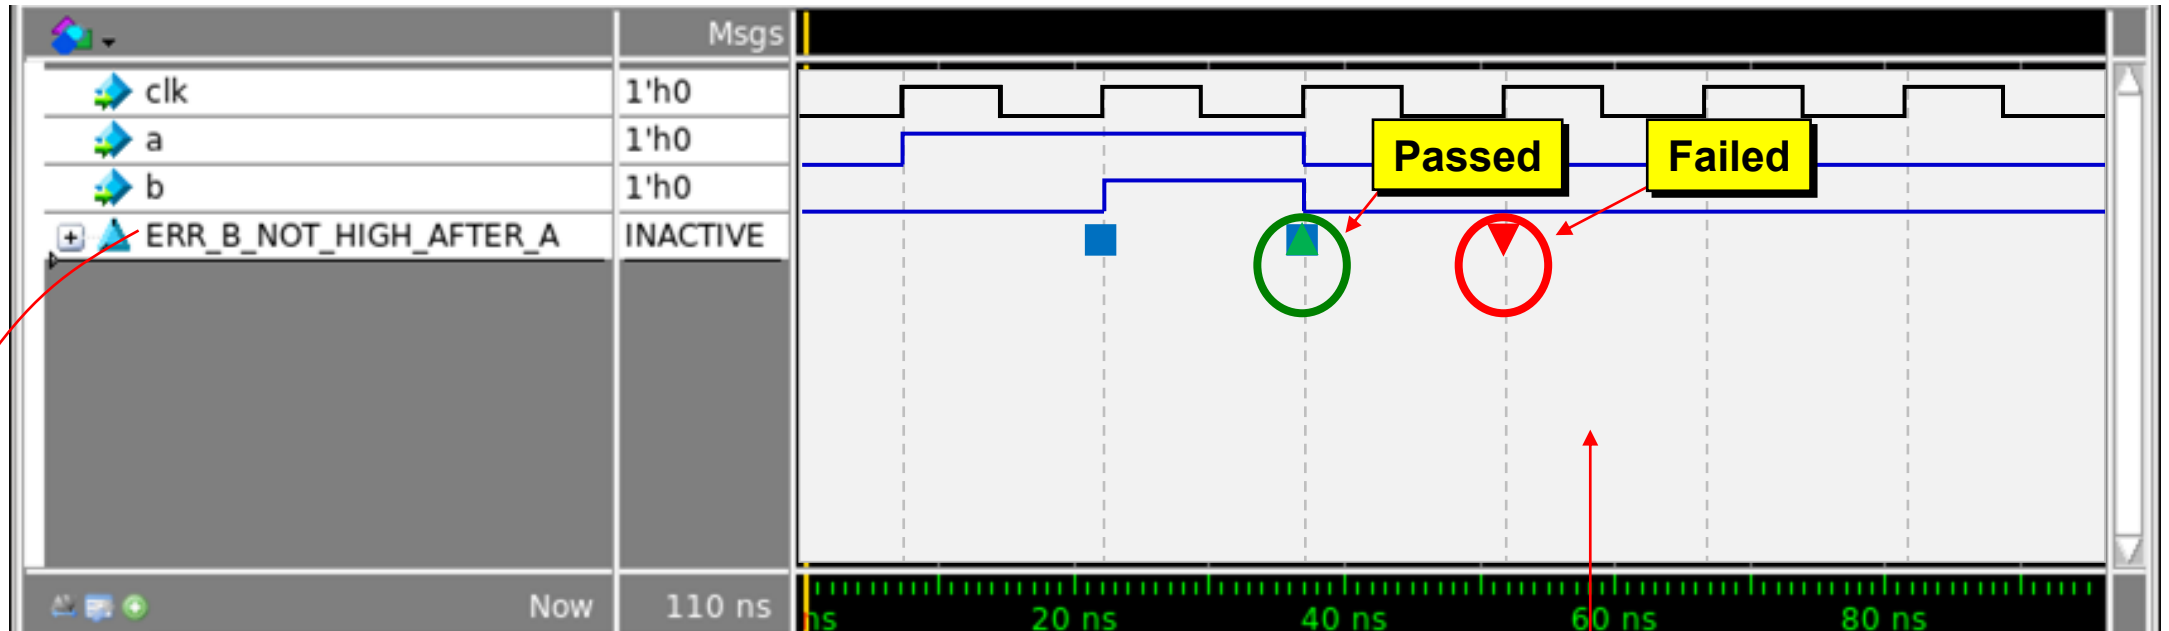 Msgs
clk 1'h0
a 1'h0
b 1'h0
Passed Failed
ERR_B_NOT_HIGH_AFTER_A INACTIVE
Now 110 ns
ns 20 ns 40 ns 60 ns 80 ns